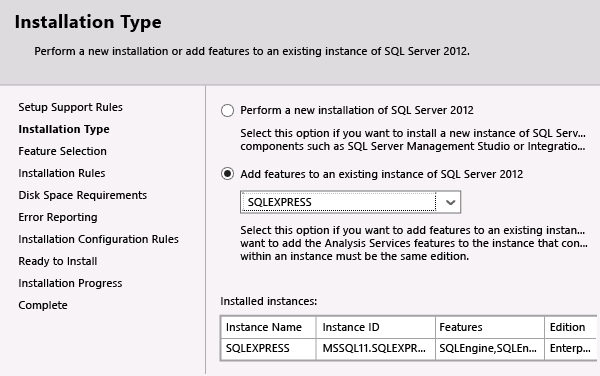 Installation Type
Perform a new installation or add features to an existing instance of SQL Server 2012.
Setup Support Rules
Installation Type
Feature Selection
Installation Rules
Disk Space Requirements
Error Reporting
Installation Configuration Rules
Ready to Install
Installation Progress
Complete
Perform a new installation of SQL Server 2012
Select this option if you want to install a new instance of SQL Serv...
components such as SQL Server Management Studio or Integratio...
Add features to an existing instance of SQL Server 2012
SQLEXPRESS
Select this option if you want to add features to an existing instan...
want to add the Analysis Services features to the instance that con...
within an instance must be the same edition.
Installed instances:
Instance Name Instance ID Features Edition
SQLEXPRESS MSSQL11.SQLEXPR... SQLEngine,SQLEn... Enterp...